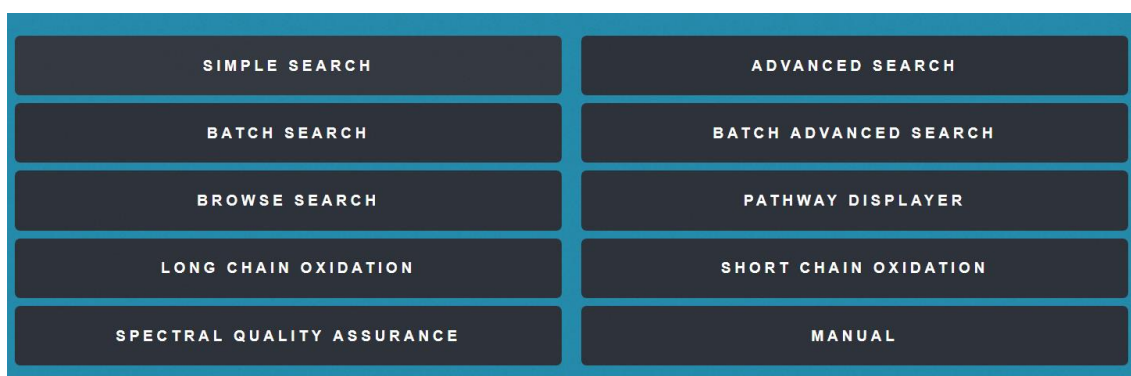 SIMPLE SEARCH
ADVANCED SEARCH
BATCH SEARCH
BATCH ADVANCED SEARCH
BROWSE SEARCH
PATHWAY DISPLAYER
LONG CHAIN OXIDATION
SHORT CHAIN OXIDATION
SPECTRAL QUALITY ASSURANCE
MANUAL